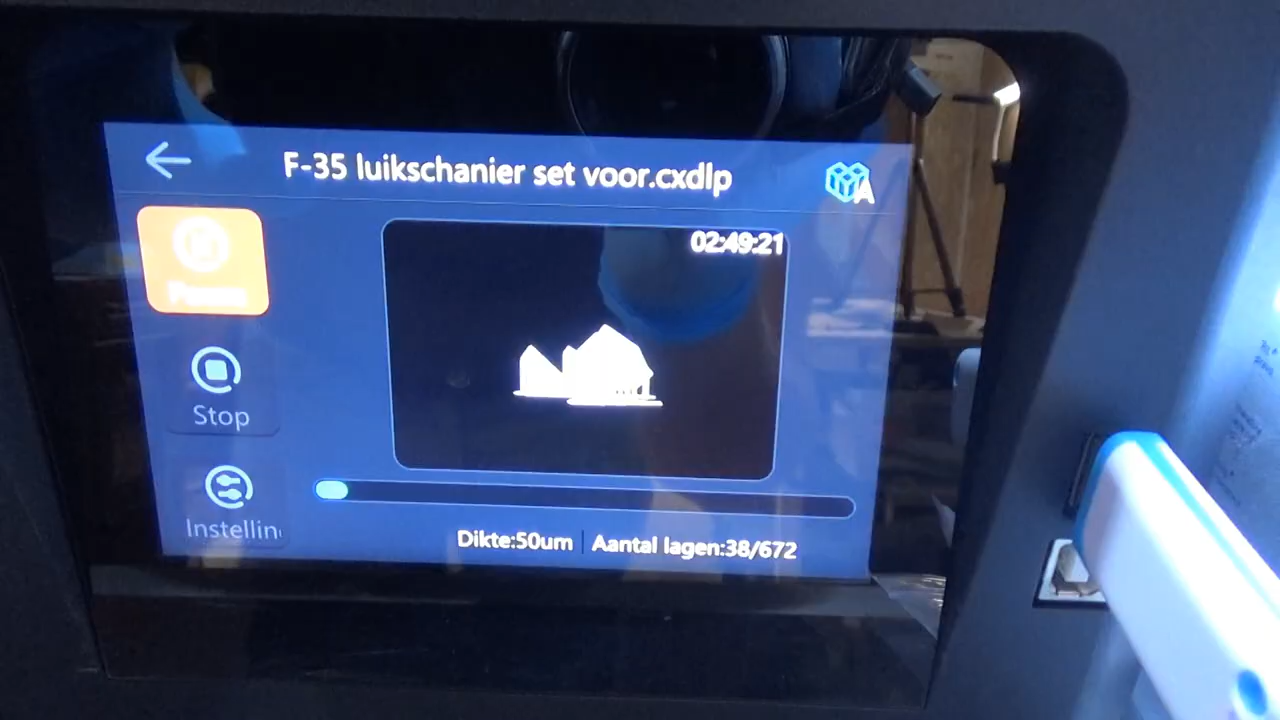 F-35 luikschanier set voor.cxdlp
A
02:49:21
Stop
Instellin
Dikte:50um
Aantal lagen:38/672